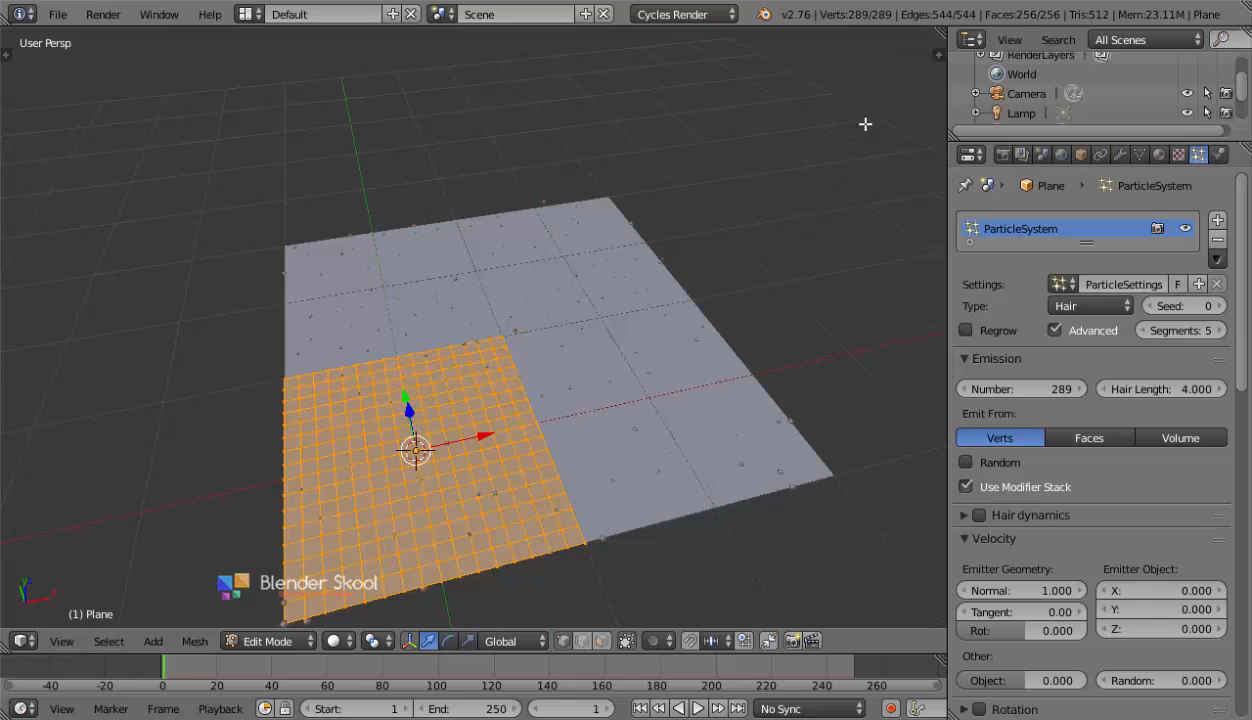 File Render Window Help Default Scene Cycles Render v2.76 | Verts:289/289 | Edges:544/544 | Faces:256/256 | Tris:512 | Mem:23.11M | Plane
User Persp
View Search All Scenes
RenderLayers
World
Camera
Lamp
Plane ParticleSystem
ParticleSystem
Settings: ParticleSettings F
Type: Hair Seed: 0
Regrow Advanced Segments: 5
Emission
Number: 289 Hair Length: 4.000
Emit From:
Verts Faces Volume
Random
Use Modifier Stack
Hair dynamics
Velocity
Emitter Geometry: Emitter Object:
Normal: 1.000 X: 0.000
Tangent: 0.00 Y: 0.000
Rot: 0.000 Z: 0.000
Other:
Object: 0.000 Random: 0.000
Rotation
Blender Skool
y
x
(1) Plane
View Select Add Mesh Edit Mode Global
-40 -20 0 20 40 60 80 100 120 140 160 180 200 220 240 260
View Marker Frame Playback Start: 1 End: 250 1 No Sync